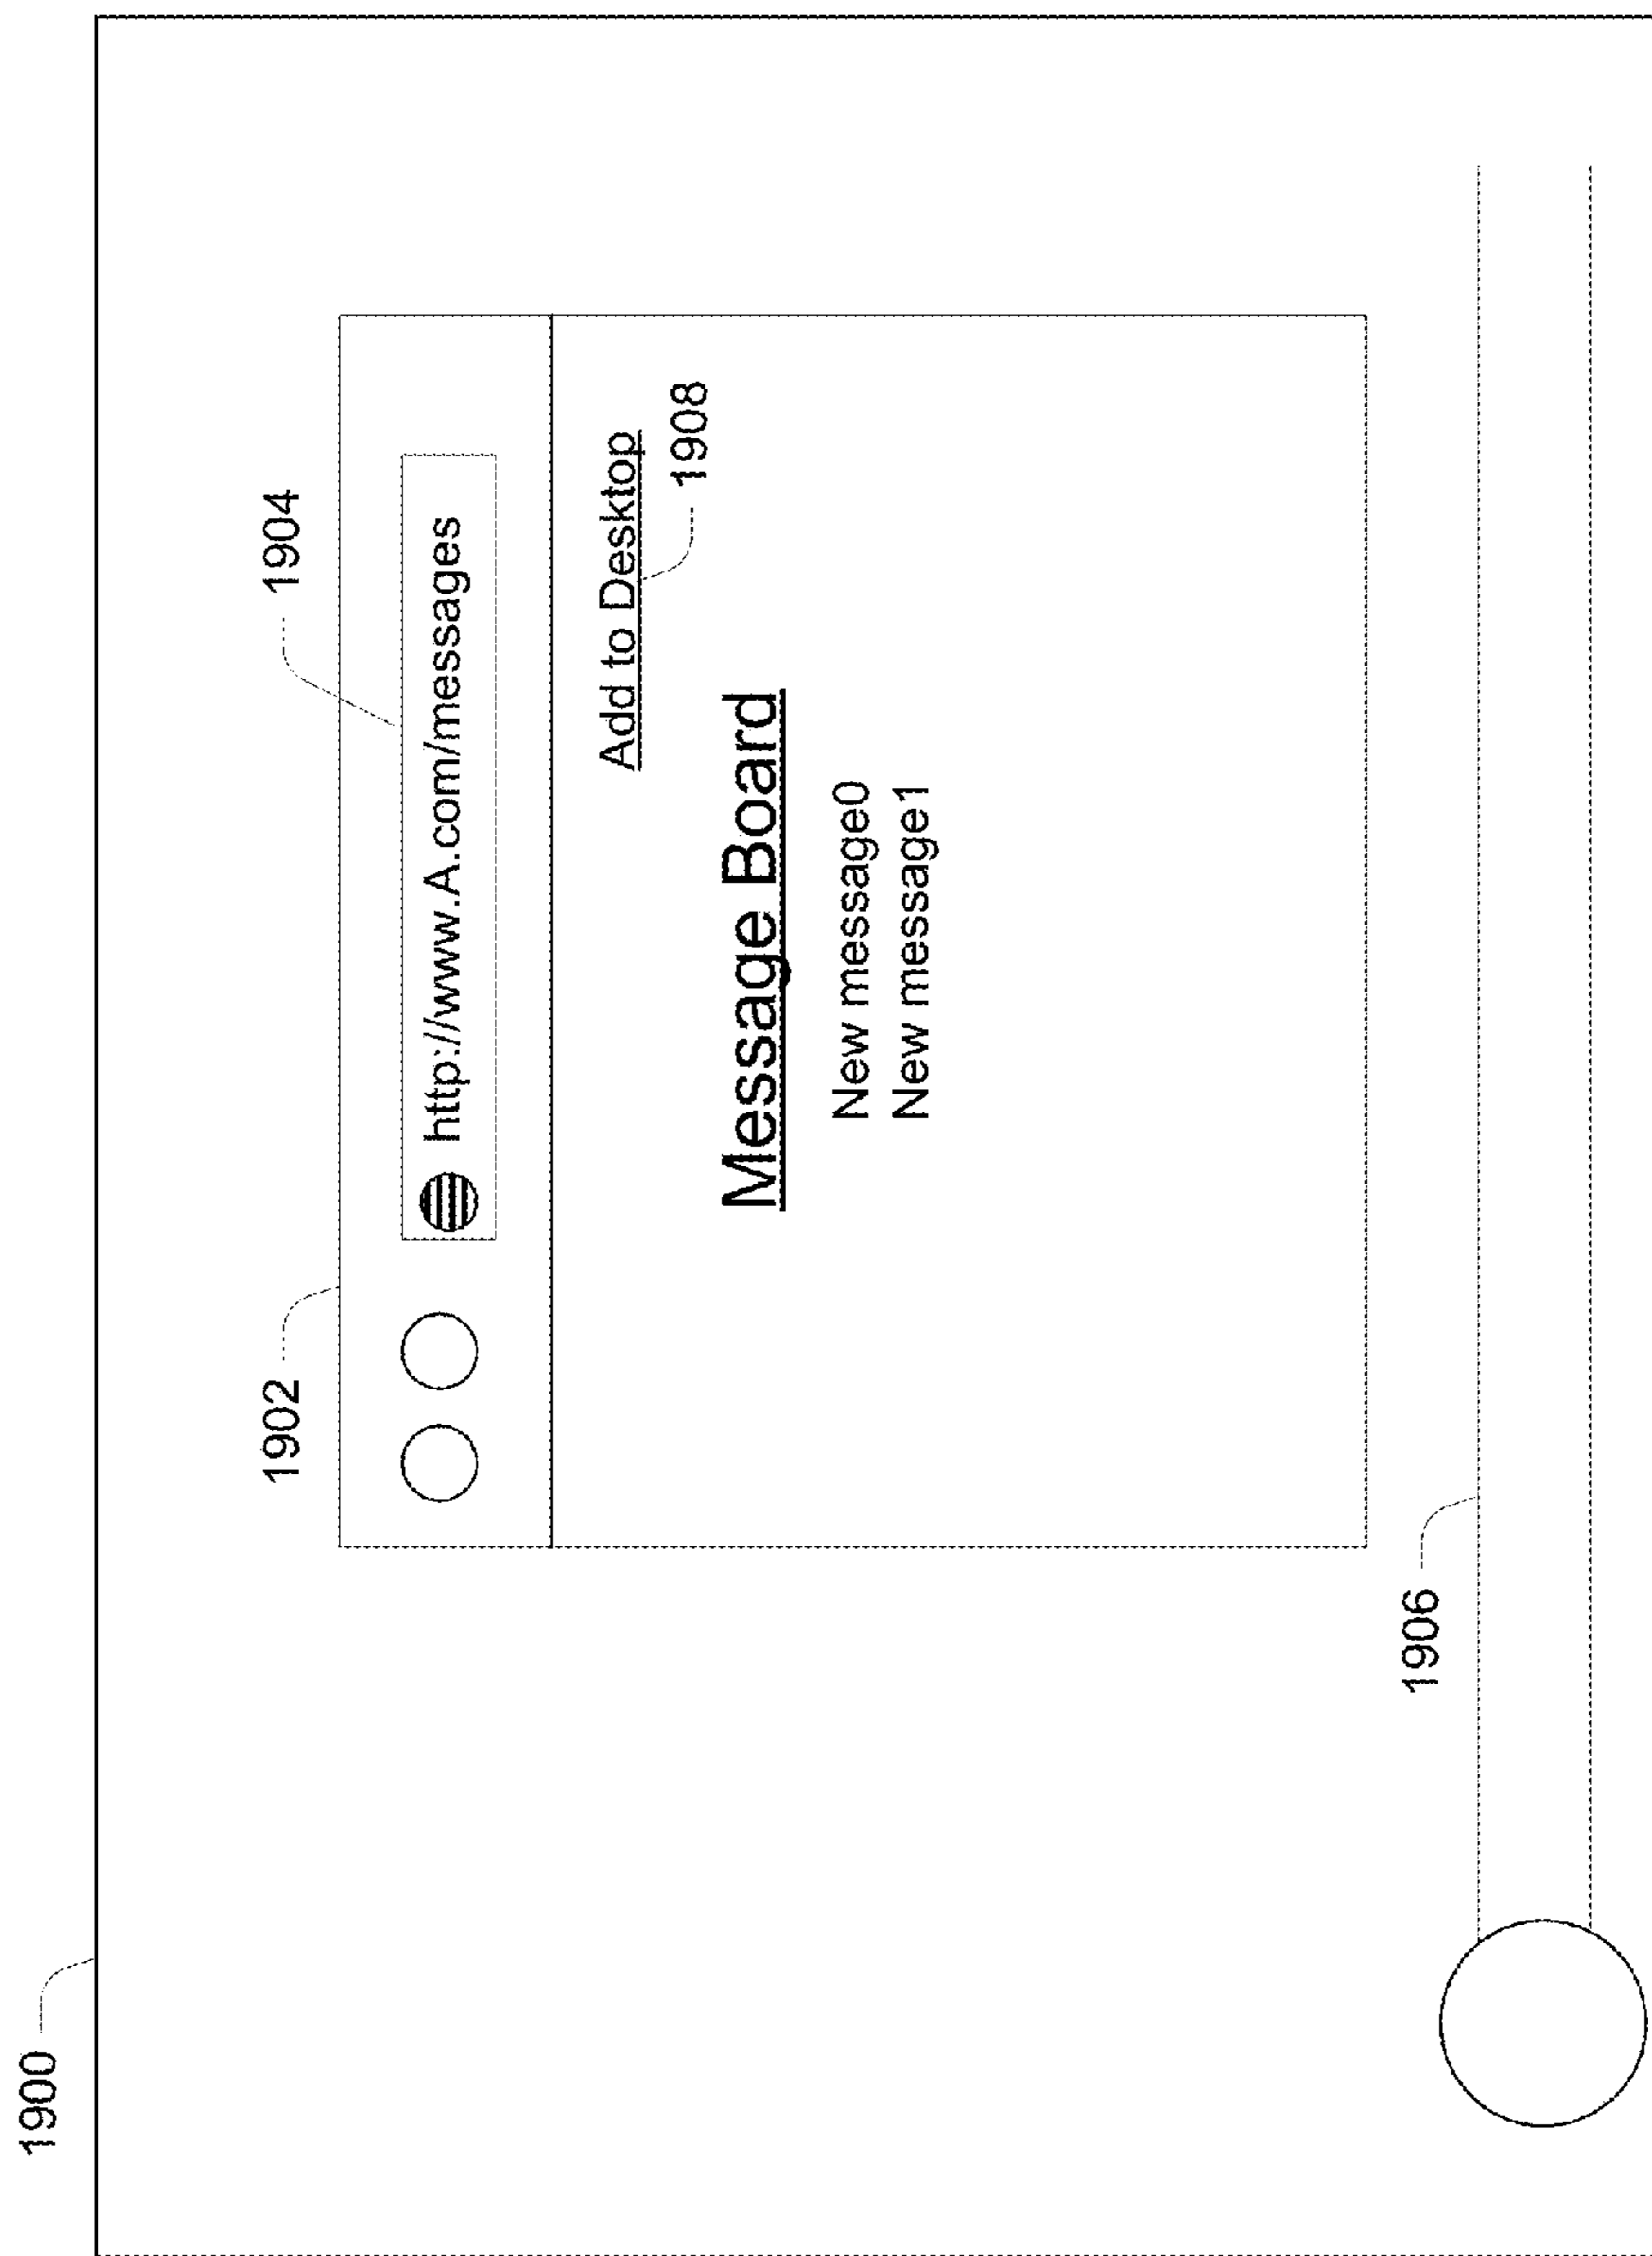 1900
1902
1904
http://www.A.com/messages
Add to Desktop
1908
Message Board
New message0
New message1
1906